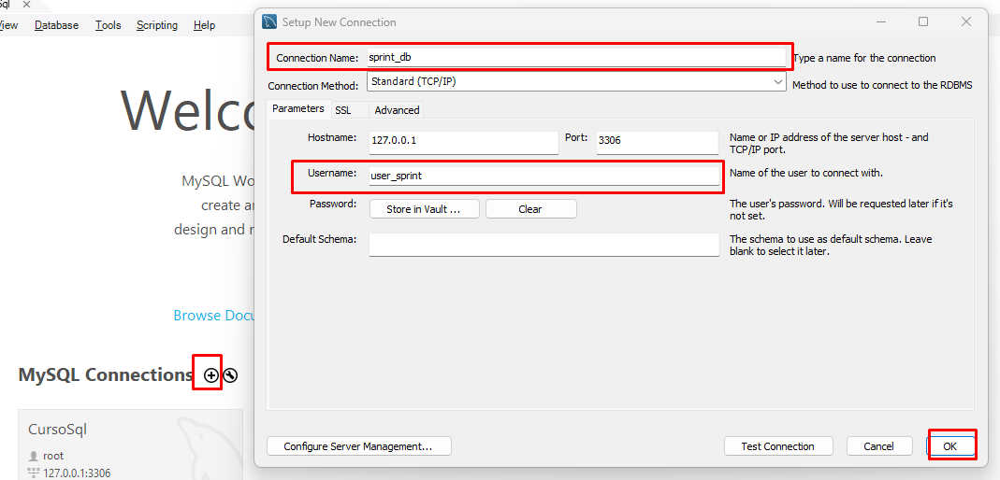 Sql
View Database Tools Scripting Help
Welco
MySQL Wo
create an
design and r
Browse Docu
MySQL Connections
CursoSql
root
127.0.0.1:3306
Setup New Connection
Connection Name: sprint_db Type a name for the connection
Connection Method: Standard (TCP/IP) Method to use to connect to the RDBMS
Parameters SSL Advanced
Hostname: 127.0.0.1 Port: 3306 Name or IP address of the server host - and
TCP/IP port.
Username: user_sprint Name of the user to connect with.
Password: Store in Vault ... Clear The user's password. Will be requested later if it's
not set.
Default Schema: The schema to use as default schema. Leave
blank to select it later.
Configure Server Management... Test Connection Cancel OK